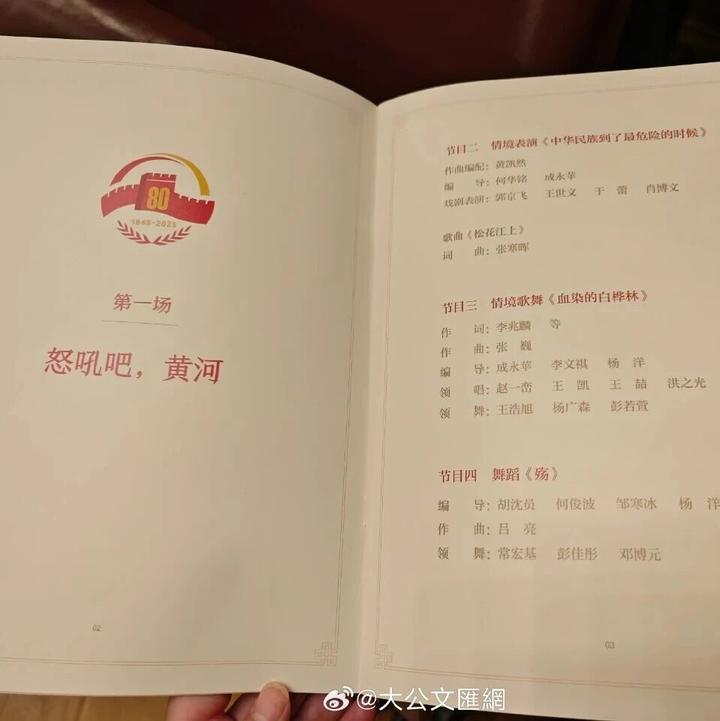 80
1945-2025
第一场
怒吼吧，黄河
02
节目二 情境表演《中华民族到了最危险的时候》
作曲编配：黄凯然
编 导：何华铭 成永苹
戏剧表演：郭京飞 王世文 于 蕾 肖博文
歌曲《松花江上》
词 曲：张寒晖
节目三 情境歌舞《血染的白桦林》
作 词：李兆麟 等
作 曲：张 巍
编 导：成永苹 李文祺 杨 洋
领 唱：赵一峦 王 凯 王 喆 洪之光
领 舞：王浩旭 杨广森 彭若萱
节目四 舞蹈《殇》
编 导：胡沈员 何俊波 邹寒冰 杨 洋
作 曲：吕 亮
领 舞：常宏基 彭佳彤 邓博元
03
@大公文匯網